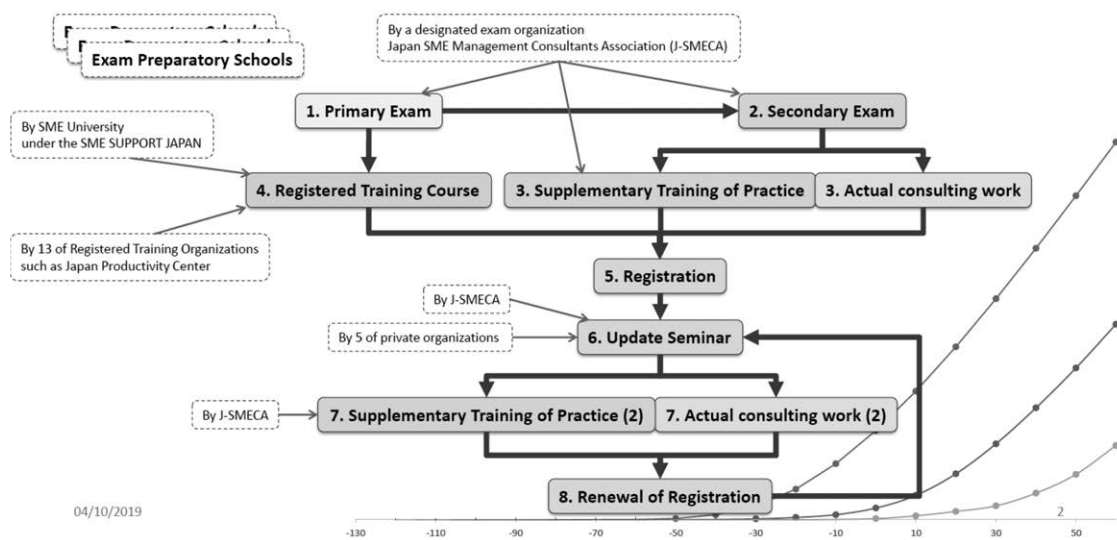 Exam Preparatory Schools
By a designated exam organization
Japan SME Management Consultants Association (J-SMECA)
1. Primary Exam
2. Secondary Exam
By SME University
under the SME SUPPORT JAPAN
4. Registered Training Course
3. Supplementary Training of Practice
3. Actual consulting work
By 13 of Registered Training Organizations
such as Japan Productivity Center
5. Registration
By J-SMECA
By 5 of private organizations
6. Update Seminar
By J-SMECA
7. Supplementary Training of Practice (2)
7. Actual consulting work (2)
8. Renewal of Registration
04/10/2019
2
-130 -110 -90 -70 -50 -30 -10 10 30 50